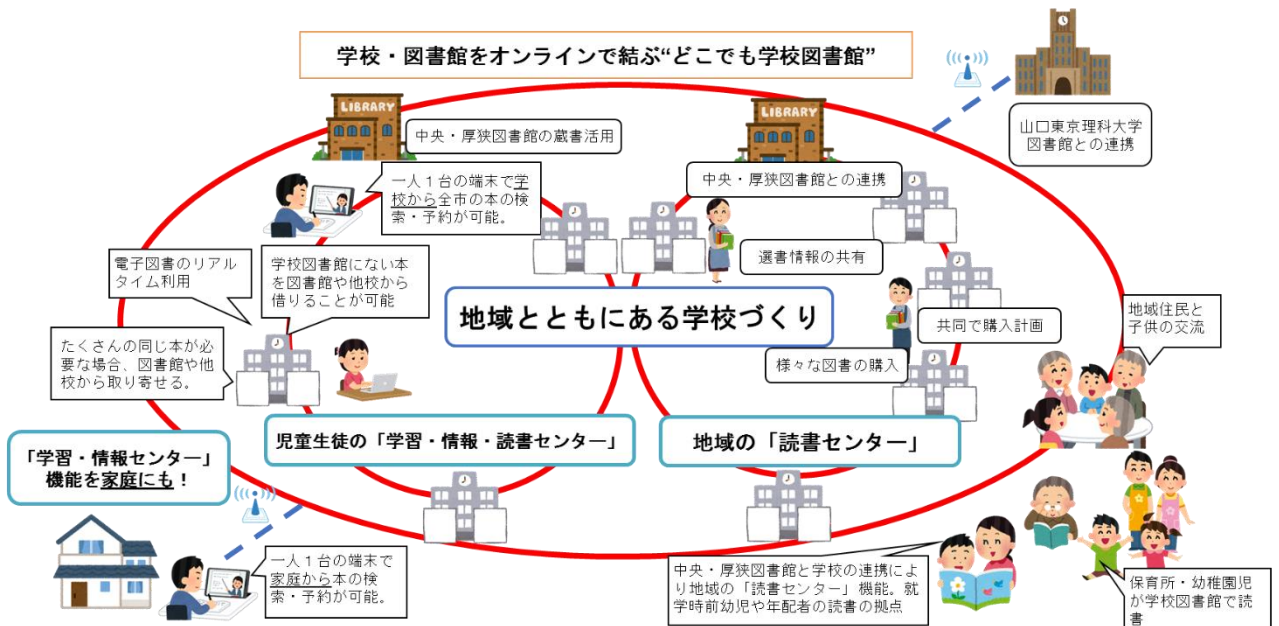 学校・図書館をオンラインで結ぶ“どこでも学校図書館”
LIBRARY
中央・厚狭図書館の蔵書活用
LIBRARY
山口東京理科大学
図書館との連携
一人1台の端末で学
校から全市の本の検
索・予約が可能。
中央・厚狭図書館との連携
選書情報の共有
電子図書のリアル
タイム利用
学校図書館にない本
を図書館や他校から
借りることが可能
地域とともにある学校づくり
共同で購入計画
地域住民と
子供の交流
たくさんの同じ本が必
要な場合、図書館や他
校から取り寄せる。
様々な図書の購入
児童生徒の「学習・情報・読書センター」
地域の「読書センター」
「学習・情報センター」
機能を家庭にも！
一人1台の端末で
家庭から本の検
索・予約が可能。
中央・厚狭図書館と学校の連携によ
り地域の「読書センター」機能。就
学時前幼児や年配者の読書の拠点
保育所・幼稚園児
が学校図書館で読
書